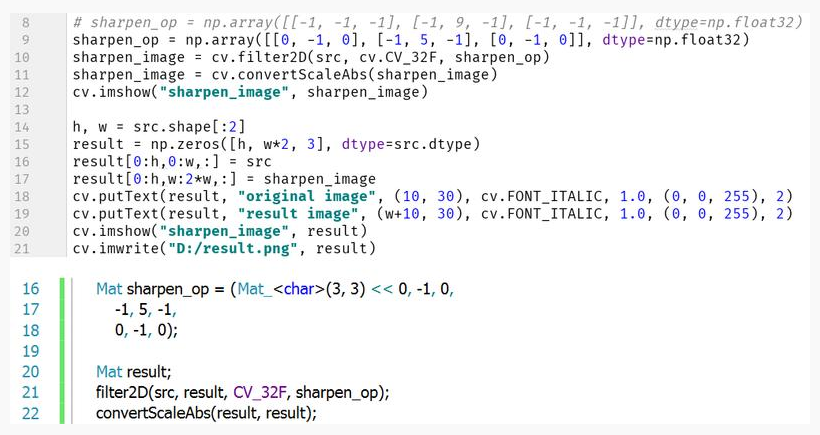 8 # sharpen_op = np.array([[-1, -1, -1], [-1, 9, -1], [-1, -1, -1]], dtype=np.float32)
9 sharpen_op = np.array([[0, -1, 0], [-1, 5, -1], [0, -1, 0]], dtype=np.float32)
10 sharpen_image = cv.filter2D(src, cv.CV_32F, sharpen_op)
11 sharpen_image = cv.convertScaleAbs(sharpen_image)
12 cv.imshow("sharpen_image", sharpen_image)
13
14 h, w = src.shape[:2]
15 result = np.zeros([h, w*2, 3], dtype=src.dtype)
16 result[0:h,0:w,:] = src
17 result[0:h,w:2*w,:] = sharpen_image
18 cv.putText(result, "original image", (10, 30), cv.FONT_ITALIC, 1.0, (0, 0, 255), 2)
19 cv.putText(result, "result image", (w+10, 30), cv.FONT_ITALIC, 1.0, (0, 0, 255), 2)
20 cv.imshow("sharpen_image", result)
21 cv.imwrite("D:/result.png", result)
16 Mat sharpen_op = (Mat_<char>(3, 3) << 0, -1, 0,
17 -1, 5, -1,
18 0, -1, 0);
19
20 Mat result;
21 filter2D(src, result, CV_32F, sharpen_op);
22 convertScaleAbs(result, result);